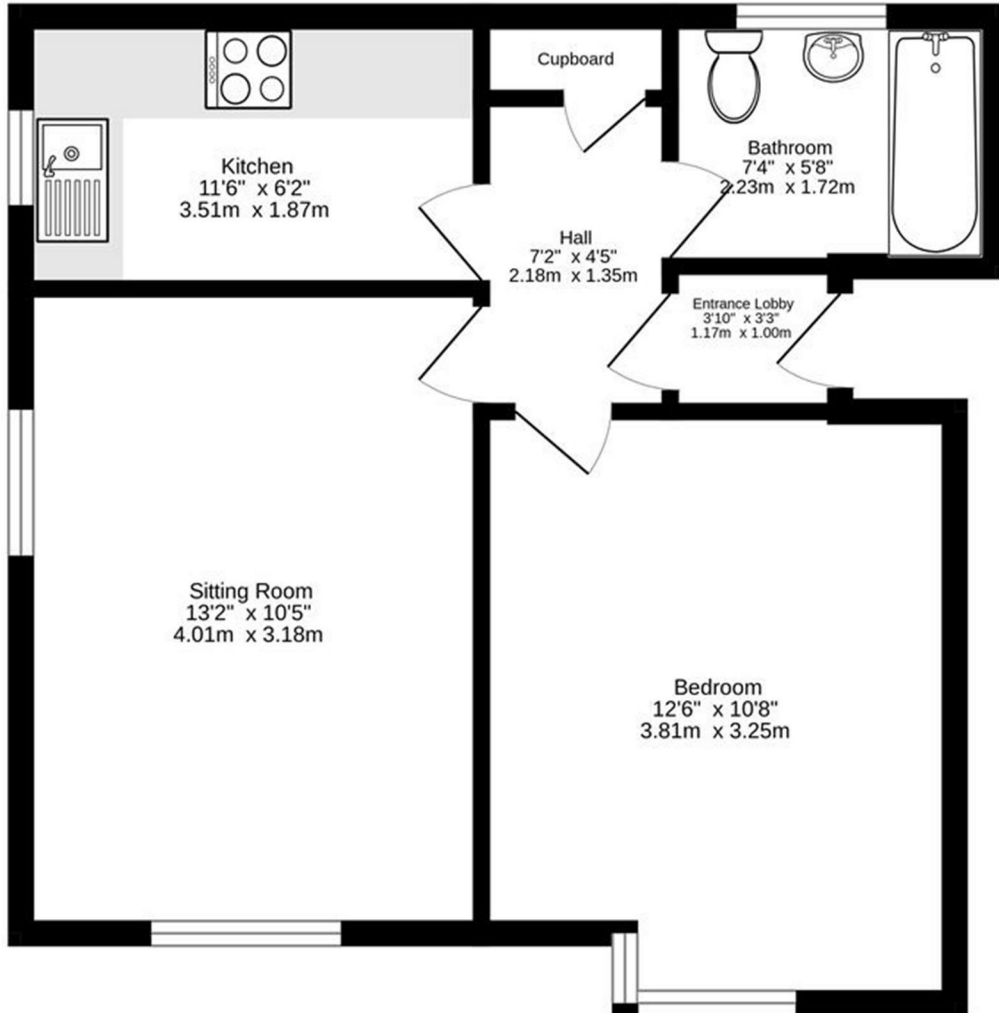 Cupboard
Kitchen
11'6" x 6'2"
3.51m x 1.87m
Bathroom
7'4" x 5'8"
2.23m x 1.72m
Hall
7'2" x 4'5"
2.18m x 1.35m
Entrance Lobby
3'10" x 3'3"
1.17m x 1.00m
Sitting Room
13'2" x 10'5"
4.01m x 3.18m
Bedroom
12'6" x 10'8"
3.81m x 3.25m